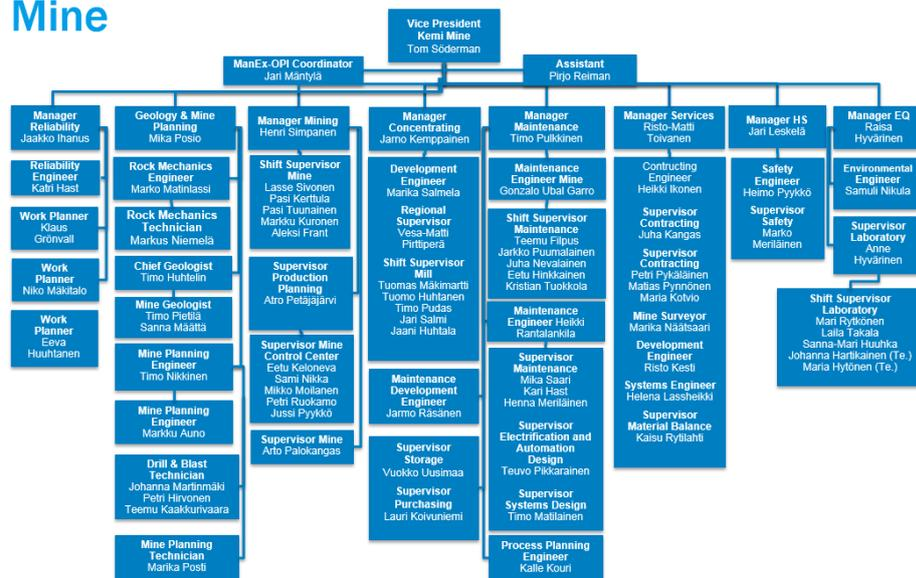 Mine
Vice President
Kemi Mine
Tom Söderman
ManEx-OPI Coordinator
Jari Mäntylä
Assistant
Pirjo Reiman
Manager
Reliability
Jaakko Ihanus
Reliability
Engineer
Katri Hast
Work Planner
Klaus
Grönvall
Work
Planner
Niko Mäkitalo
Work
Planner
Eeva
Huuhtanen
Geology & Mine
Planning
Mika Posio
Rock Mechanics
Engineer
Marko Matinlassi
Rock Mechanics
Technician
Markus Niemelä
Chief Geologist
Timo Huhtelin
Mine Geologist
Timo Pietilä
Sanna Määttä
Mine Planning
Engineer
Timo Nikkinen
Mine Planning
Engineer
Markku Auno
Drill & Blast
Technician
Johanna Martinmäki
Petri Hirvonen
Teemu Kaakkurivaara
Mine Planning
Technician
Marika Posti
Manager Mining
Henri Simpanen
Shift Supervisor
Mine
Lasse Sivonen
Pasi Kerttula
Pasi Tuunainen
Markku Kuronen
Aleksi Frant
Supervisor
Production
Planning
Atro Petäjäjärvi
Supervisor Mine
Control Center
Eetu Keloneva
Sami Nikka
Mikko Moilanen
Petri Ruokamo
Jussi Pyykkö
Supervisor Mine
Arto Palokangas
Manager
Concentrating
Jarno Kemppainen
Development
Engineer
Marika Salmela
Regional
Supervisor
Vesa-Matti
Pirttiperä
Shift Supervisor
Mill
Tuomas Mäkimartti
Tuomo Huhtanen
Timo Pudas
Jari Salmi
Jaani Huhtala
Maintenance
Development
Engineer
Jarmo Räsänen
Supervisor
Storage
Vuokko Uusimaa
Supervisor
Purchasing
Lauri Koivuniemi
Manager
Maintenance
Timo Pulkkinen
Maintenance
Engineer Mine
Gonzalo Ubal Garro
Shift Supervisor
Maintenance
Teemu Filpus
Jarkko Puumalainen
Juha Nevalainen
Eetu Hinkkainen
Kristian Tuokkola
Maintenance
Engineer Heikki
Rantalankila
Supervisor
Maintenance
Mika Saari
Kari Hast
Henna Meriläinen
Supervisor
Electrification and
Automation
Design
Teuvo Pikkarainen
Supervisor
Systems Design
Timo Matilainen
Process Planning
Engineer
Kalle Kouri
Manager Services
Risto-Matti
Toivanen
Contructing
Engineer
Heikki Ikonen
Supervisor
Contracting
Juha Kangas
Supervisor
Contracting
Petri Pykäläinen
Matias Pynnönen
Maria Kotvio
Mine Surveyor
Marika Näätsaari
Development
Engineer
Risto Kesti
Systems Engineer
Helena Lassheikki
Supervisor
Material Balance
Kaisu Rytilahti
Manager HS
Jari Leskelä
Safety
Engineer
Heimo Pyykkö
Supervisor
Safety
Marko
Meriläinen
Manager EQ
Raisa
Hyvärinen
Environmental
Engineer
Samuli Nikula
Supervisor
Laboratory
Anne
Hyvärinen
Shift Supervisor
Laboratory
Mari Rytkönen
Laila Takala
Sanna-Mari Huuhka
Johanna Hartikainen (Te.)
Maria Hytönen (Te.)